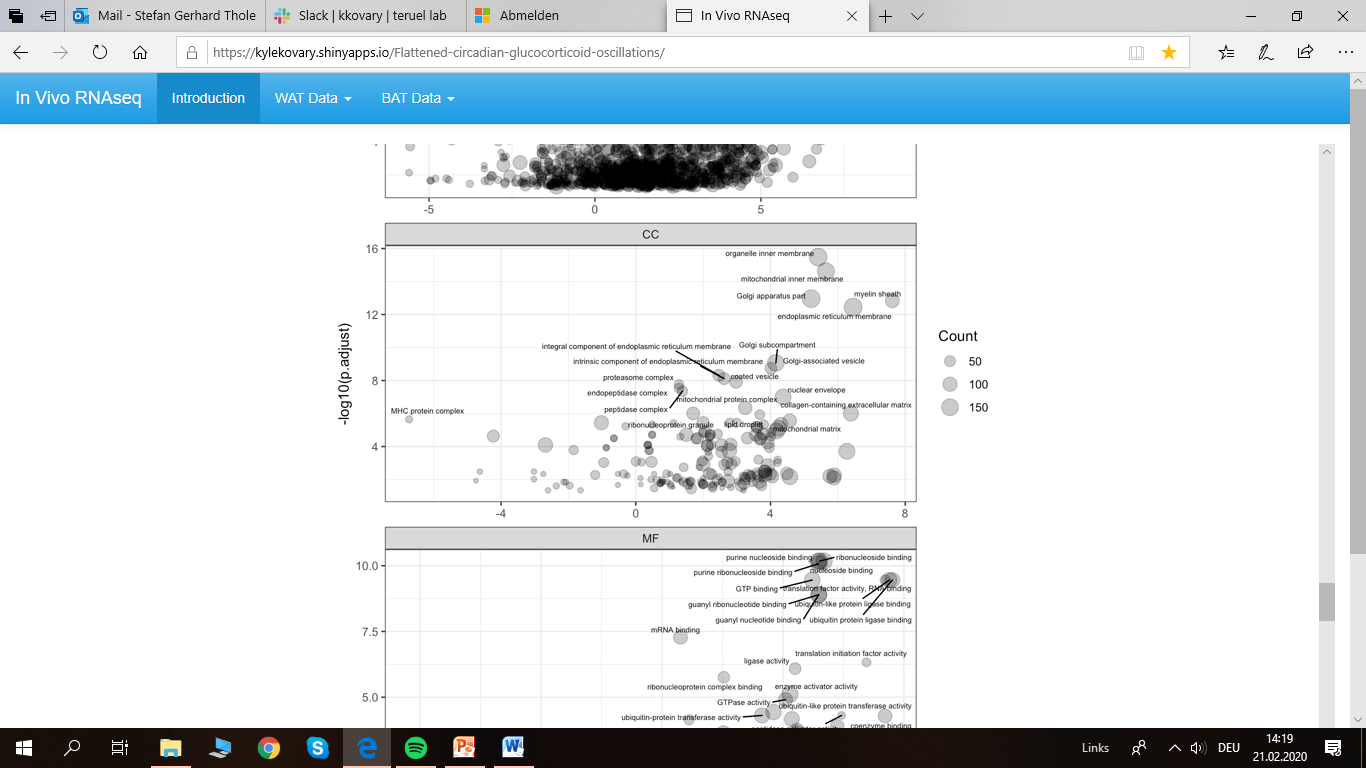 Mail - Stefan Gerhard Thole
Slack | kkovary | teruel lab
Abmelden
In Vivo RNAseq
https://kylekovary.shinyapps.io/Flattened-circadian-glucocorticoid-oscillations/
In Vivo RNAseq Introduction WAT Data BAT Data
-5 0 5
CC
16
organelle inner membrane
mitochondrial inner membrane
Golgi apparatus part
myelin sheath
12
endoplasmic reticulum membrane
-log10(p.adjust)
Count
50
100
150
integral component of endoplasmic reticulum membrane
Golgi subcompartment
intrinsic component of endoplasmic reticulum membrane
Golgi-associated vesicle
8
proteasome complex
coated vesicle
endopeptidase complex
nuclear envelope
mitochondrial protein complex
peptidase complex
collagen-containing extracellular matrix
MHC protein complex
ribonucleoprotein granule
lipid droplet
mitochondrial matrix
4
-4 0 4 8
MF
10.0
purine nucleoside binding
ribonucleoside binding
purine ribonucleoside binding
nucleoside binding
GTP binding
translation factor activity, RNA binding
guanyl ribonucleotide binding
ubiquitin-like protein ligase binding
guanyl nucleotide binding
ubiquitin protein ligase binding
7.5
mRNA binding
translation initiation factor activity
ligase activity
ribonucleoprotein complex binding
enzyme activator activity
5.0
GTPase activity
ubiquitin-like protein transferase activity
ubiquitin-protein transferase activity
coenzyme binding
Links
DEU
14:19
21.02.2020